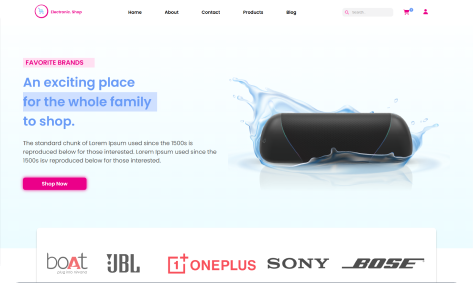 Electronic Shop
Home About Contact Products Blog
Search
FAVORITE BRANDS
An exciting place
for the whole family
to shop.
The standard chunk of Lorem Ipsum used since the 1500s is
reproduced below for those interested. Lorem Ipsum used since the
1500s isv reproduced below for those interested.
Shop Now
boAt JBL 1+ ONEPLUS SONY BOSE
plug into nirvana